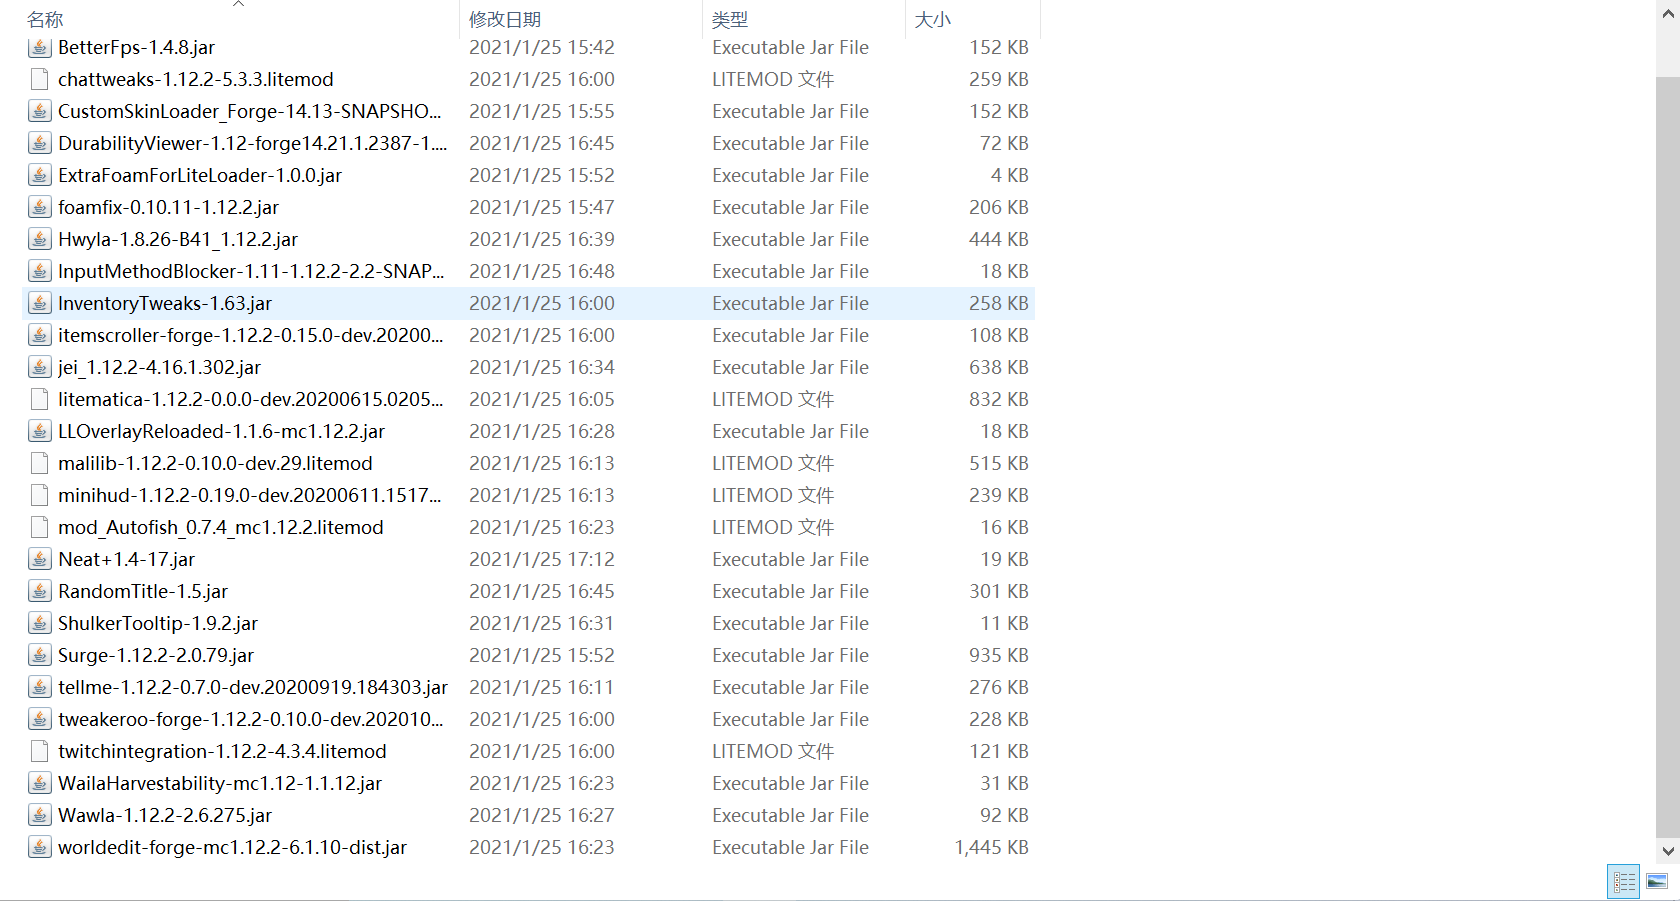 名称 修改日期 类型 大小
BetterFps-1.4.8.jar 2021/1/25 15:42 Executable Jar File 152 KB
chattweaks-1.12.2-5.3.3.litemod 2021/1/25 16:00 LITEMOD 文件 259 KB
CustomSkinLoader_Forge-14.13-SNAPSHO... 2021/1/25 15:55 Executable Jar File 152 KB
DurabilityViewer-1.12-forge14.21.1.2387-1.... 2021/1/25 16:45 Executable Jar File 72 KB
ExtraFoamForLiteLoader-1.0.0.jar 2021/1/25 15:52 Executable Jar File 4 KB
foamfix-0.10.11-1.12.2.jar 2021/1/25 15:47 Executable Jar File 206 KB
Hwyla-1.8.26-B41_1.12.2.jar 2021/1/25 16:39 Executable Jar File 444 KB
InputMethodBlocker-1.11-1.12.2-2.2-SNAP... 2021/1/25 16:48 Executable Jar File 18 KB
InventoryTweaks-1.63.jar 2021/1/25 16:00 Executable Jar File 258 KB
itemscroller-forge-1.12.2-0.15.0-dev.20200... 2021/1/25 16:00 Executable Jar File 108 KB
jei_1.12.2-4.16.1.302.jar 2021/1/25 16:34 Executable Jar File 638 KB
litematica-1.12.2-0.0.0-dev.20200615.0205... 2021/1/25 16:05 LITEMOD 文件 832 KB
LLOverlayReloaded-1.1.6-mc1.12.2.jar 2021/1/25 16:28 Executable Jar File 18 KB
malilib-1.12.2-0.10.0-dev.29.litemod 2021/1/25 16:13 LITEMOD 文件 515 KB
minihud-1.12.2-0.19.0-dev.20200611.1517... 2021/1/25 16:13 LITEMOD 文件 239 KB
mod_Autofish_0.7.4_mc1.12.2.litemod 2021/1/25 16:23 LITEMOD 文件 16 KB
Neat+1.4-17.jar 2021/1/25 17:12 Executable Jar File 19 KB
RandomTitle-1.5.jar 2021/1/25 16:45 Executable Jar File 301 KB
ShulkerTooltip-1.9.2.jar 2021/1/25 16:31 Executable Jar File 11 KB
Surge-1.12.2-2.0.79.jar 2021/1/25 15:52 Executable Jar File 935 KB
tellme-1.12.2-0.7.0-dev.20200919.184303.jar 2021/1/25 16:11 Executable Jar File 276 KB
tweakeroo-forge-1.12.2-0.10.0-dev.202010... 2021/1/25 16:00 Executable Jar File 228 KB
twitchintegration-1.12.2-4.3.4.litemod 2021/1/25 16:00 LITEMOD 文件 121 KB
WailaHarvestability-mc1.12-1.1.12.jar 2021/1/25 16:23 Executable Jar File 31 KB
Wawla-1.12.2-2.6.275.jar 2021/1/25 16:27 Executable Jar File 92 KB
worldedit-forge-mc1.12.2-6.1.10-dist.jar 2021/1/25 16:23 Executable Jar File 1,445 KB